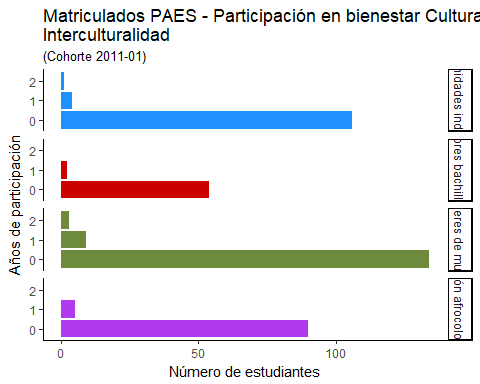 Matriculados PAES - Participación en bienestar Cultura
Interculturalidad
(Cohorte 2011-01)
Años de participación
2
1
0
idades ind
2
1
0
res bachill
2
1
0
eres de mu
2
1
0
ón afrocolo
0
50
100
Número de estudiantes